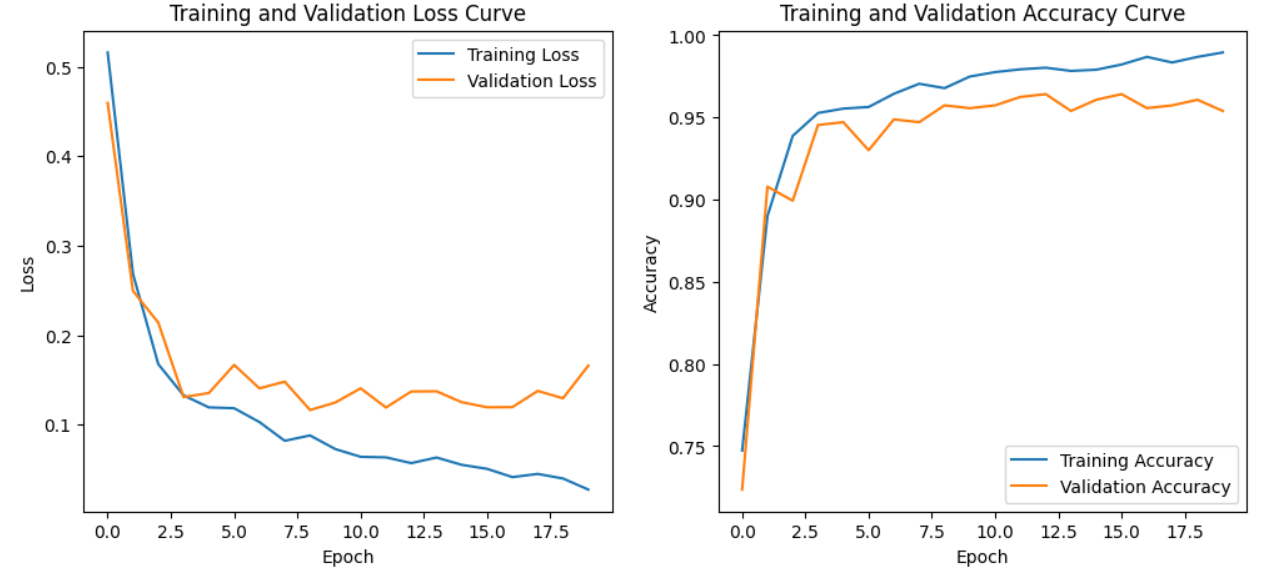 Training and Validation Loss Curve
Training Loss
Validation Loss
0.5
0.4
0.3
0.2
0.1
Loss
0.0 2.5 5.0 7.5 10.0 12.5 15.0 17.5
Epoch
Training and Validation Accuracy Curve
1.00
0.95
0.90
0.85
0.80
0.75
Accuracy
Training Accuracy
Validation Accuracy
0.0 2.5 5.0 7.5 10.0 12.5 15.0 17.5
Epoch